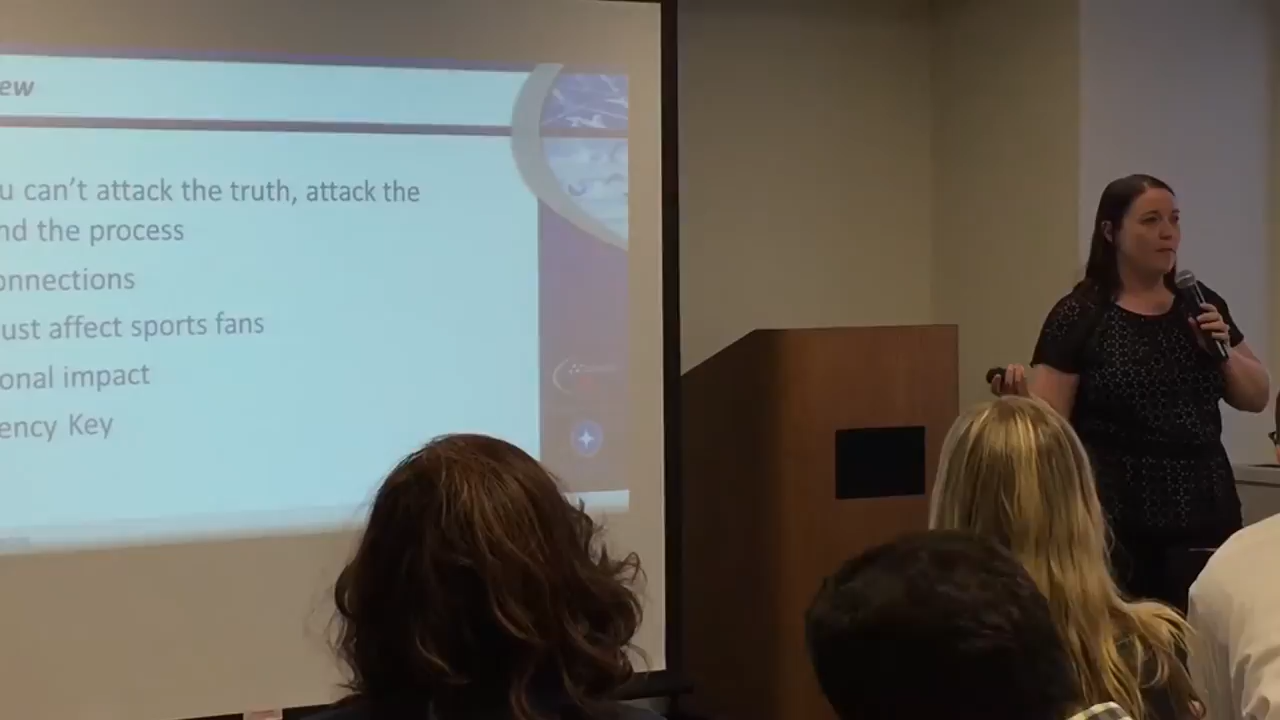 ew
u can't attack the truth, attack the
nd the process
onnections
ust affect sports fans
onal impact
ency Key